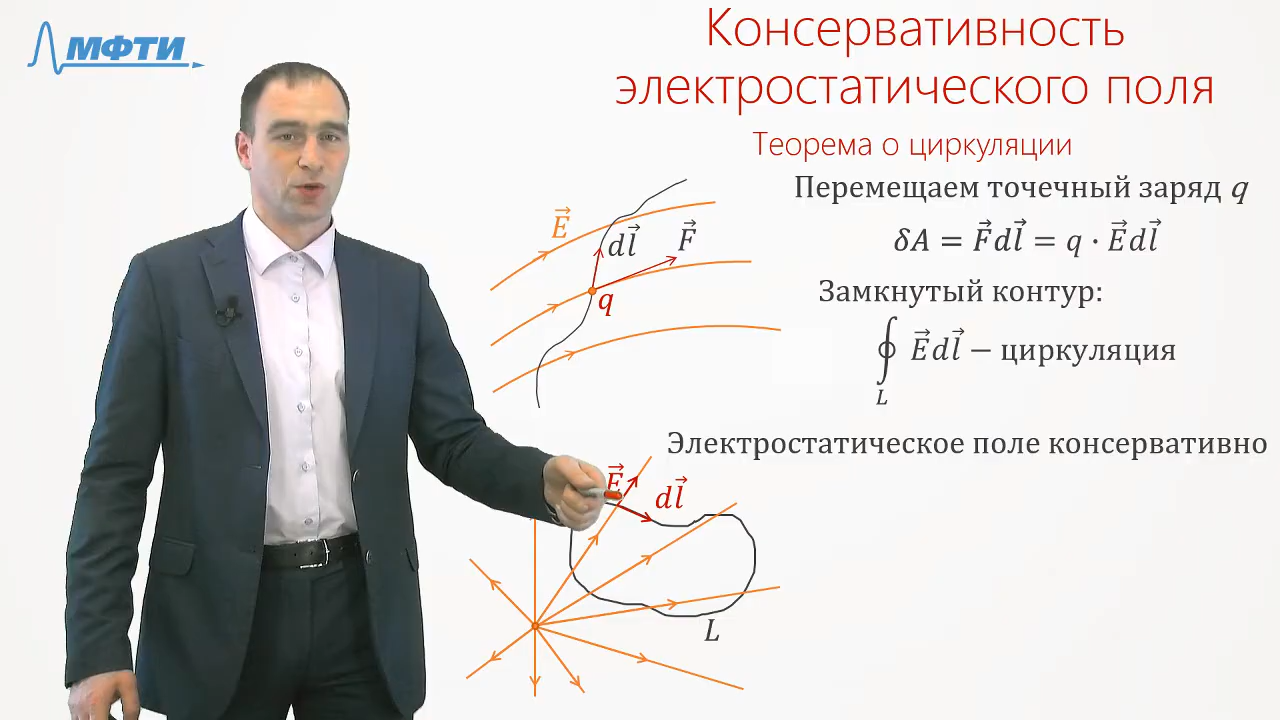 МФТИ
Консервативность
электростатического поля
Теорема о циркуляции
Перемещаем точечный заряд q
δA = F⃗dl⃗ = q · E⃗dl⃗
Замкнутый контур:
∮_L E⃗dl⃗ − циркуляция
Электростатическое поле консервативно
E⃗
dl⃗
F⃗
q
E⃗
dl⃗
L